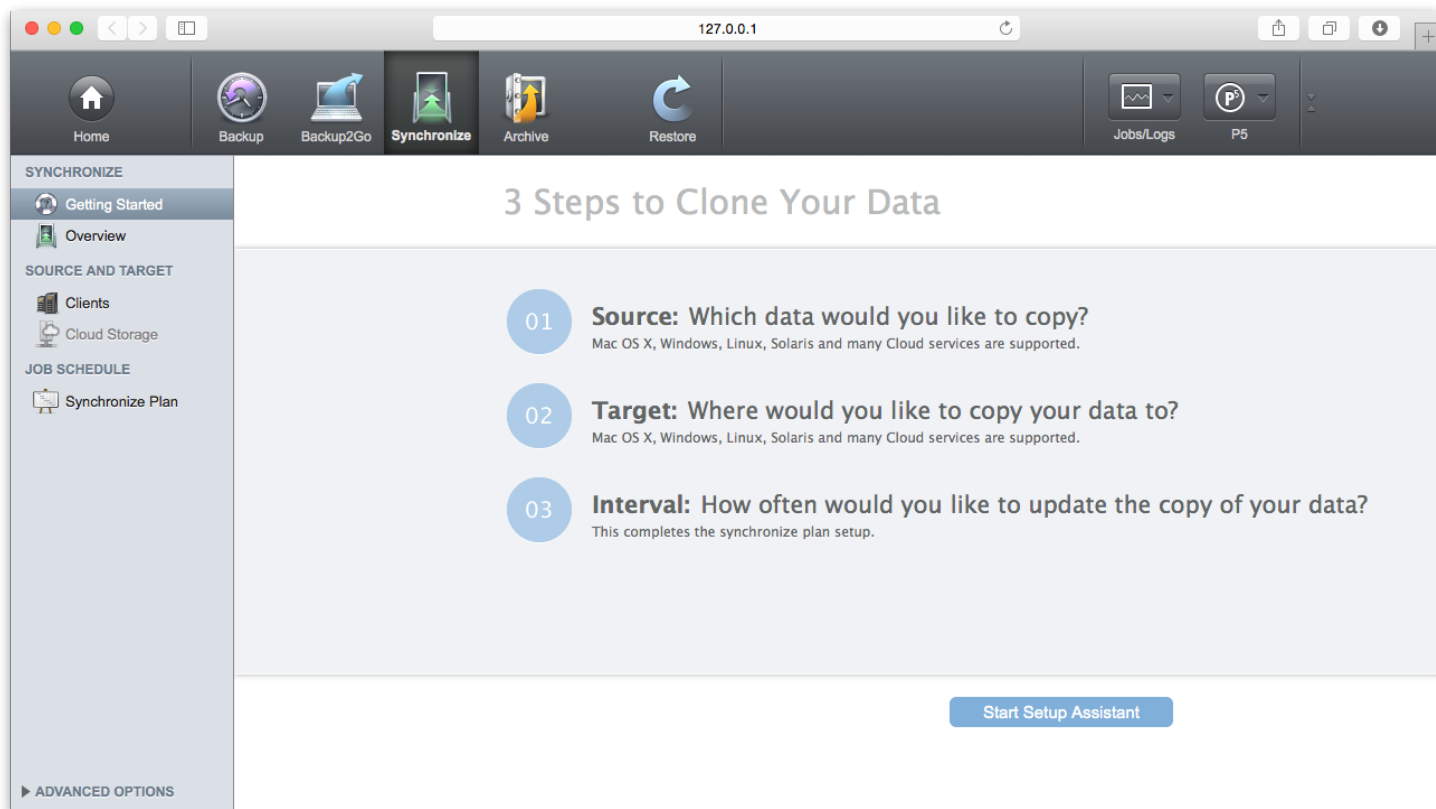 127.0.0.1
Home
Backup
Backup2Go
Synchronize
Archive
Restore
Jobs/Logs
P5
P5
SYNCHRONIZE
Getting Started
Overview
SOURCE AND TARGET
Clients
Cloud Storage
JOB SCHEDULE
Synchronize Plan
ADVANCED OPTIONS
3 Steps to Clone Your Data
01
Source: Which data would you like to copy?
Mac OS X, Windows, Linux, Solaris and many Cloud services are supported.
02
Target: Where would you like to copy your data to?
Mac OS X, Windows, Linux, Solaris and many Cloud services are supported.
03
Interval: How often would you like to update the copy of your data?
This completes the synchronize plan setup.
Start Setup Assistant